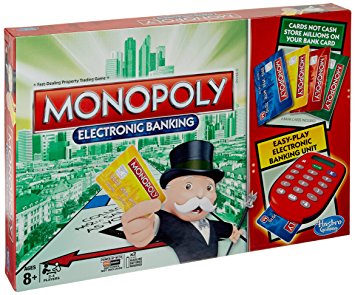 Fast-Dealing Property Trading Game
MONOPOLY
ELECTRONIC BANKING
CARDS NOT CASH
STORE MILLIONS ON
YOUR BANK CARD
EASY-PLAY
ELECTRONIC
BANKING UNIT
MONOPOLY
AGES
8+
PLAYERS
Hasbro
Gaming